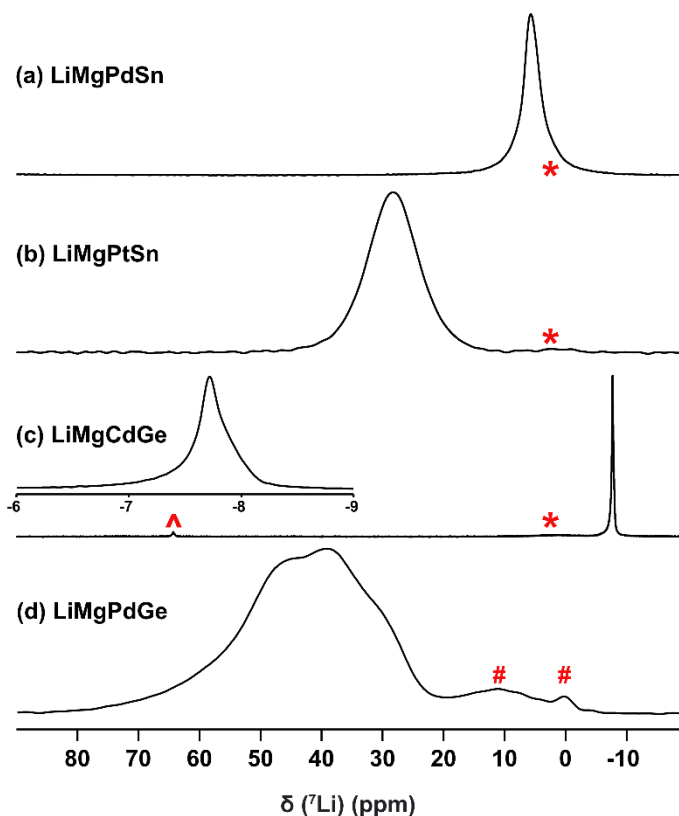 (a) LiMgPdSn
*
(b) LiMgPtSn
*
(c) LiMgCdGe
-6 -7 -8 -9
^ *
(d) LiMgPdGe
# #
80 70 60 50 40 30 20 10 0 -10
δ (⁷Li) (ppm)